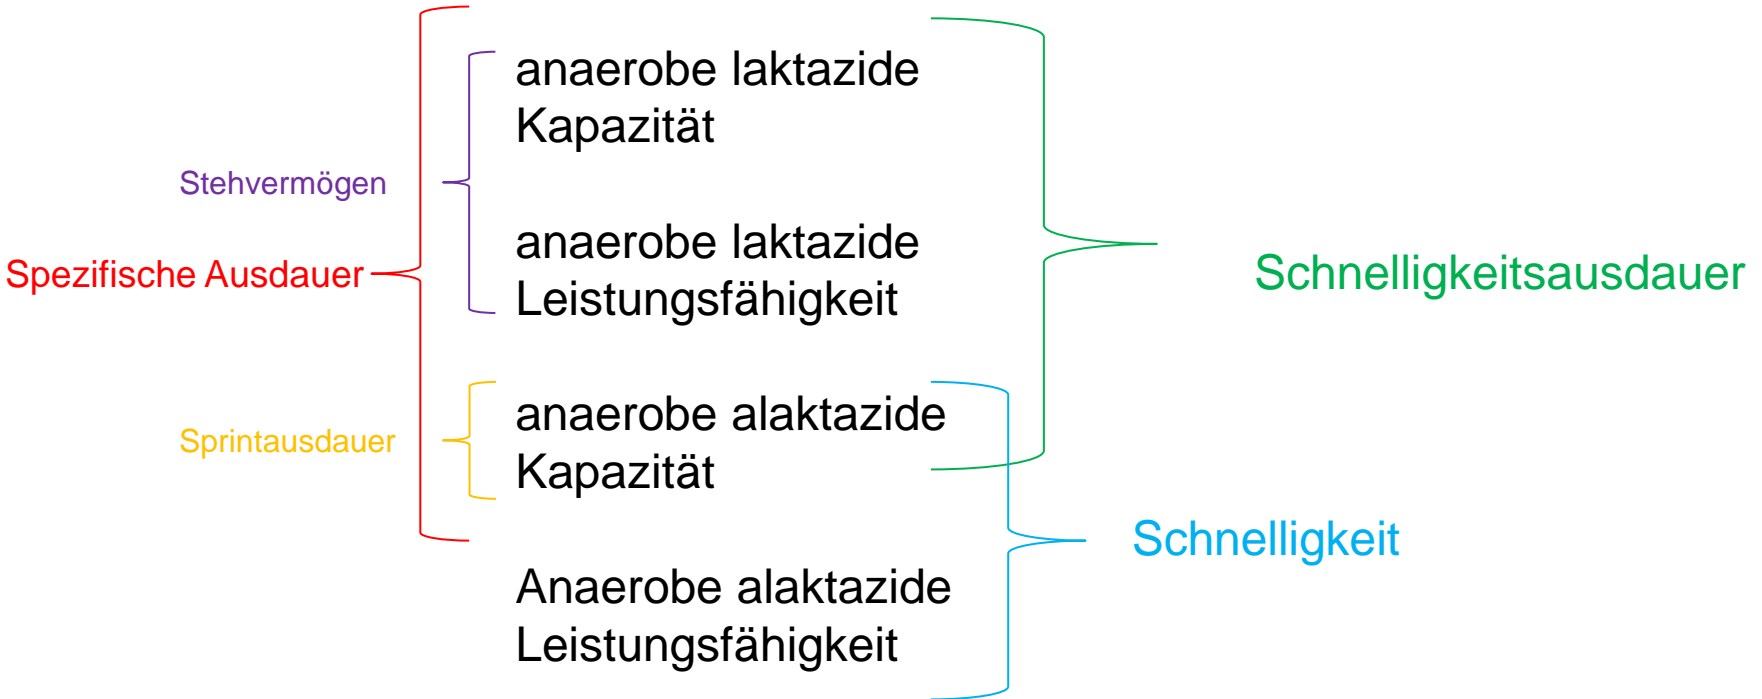 anaerobe laktazide
Kapazität
Stehvermögen
anaerobe laktazide
Leistungsfähigkeit
Spezifische Ausdauer
Schnelligkeitsausdauer
anaerobe alaktazide
Kapazität
Sprintausdauer
Schnelligkeit
Anaerobe alaktazide
Leistungsfähigkeit